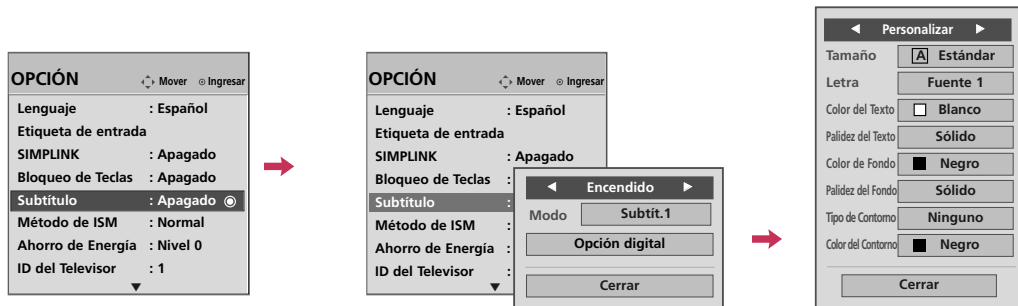 OPCIÓN Mover Ingresar
Lenguaje : Español
Etiqueta de entrada
SIMPLINK : Apagado
Bloqueo de Teclas : Apagado
Subtítulo : Apagado
Método de ISM : Normal
Ahorro de Energía : Nivel 0
ID del Televisor : 1
OPCIÓN Mover Ingresar
Lenguaje : Español
Etiqueta de entrada
SIMPLINK : Apagado
Bloqueo de Teclas :
Subtítulo :
Método de ISM :
Ahorro de Energía :
ID del Televisor :
Encendido
Modo Subtít.1
Opción digital
Cerrar
Personalizar
Tamaño A Estándar
Letra Fuente 1
Color del Texto Blanco
Palidez del Texto Sólido
Color de Fondo Negro
Palidez del Fondo Sólido
Tipo de Contorno Ninguno
Color del Contorno Negro
Cerrar